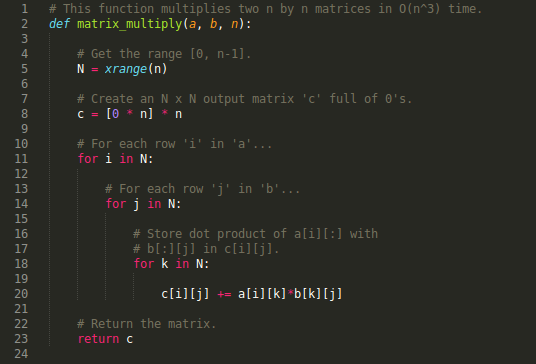 1 # This function multiplies two n by n matrices in O(n^3) time.
2 def matrix_multiply(a, b, n):
3
4 # Get the range [0, n-1].
5 N = xrange(n)
6
7 # Create an N x N output matrix 'c' full of 0's.
8 c = [0 * n] * n
9
10 # For each row 'i' in 'a'...
11 for i in N:
12
13 # For each row 'j' in 'b'...
14 for j in N:
15
16 # Store dot product of a[i][:] with
17 # b[:][j] in c[i][j].
18 for k in N:
19
20 c[i][j] += a[i][k]*b[k][j]
21
22 # Return the matrix.
23 return c
24